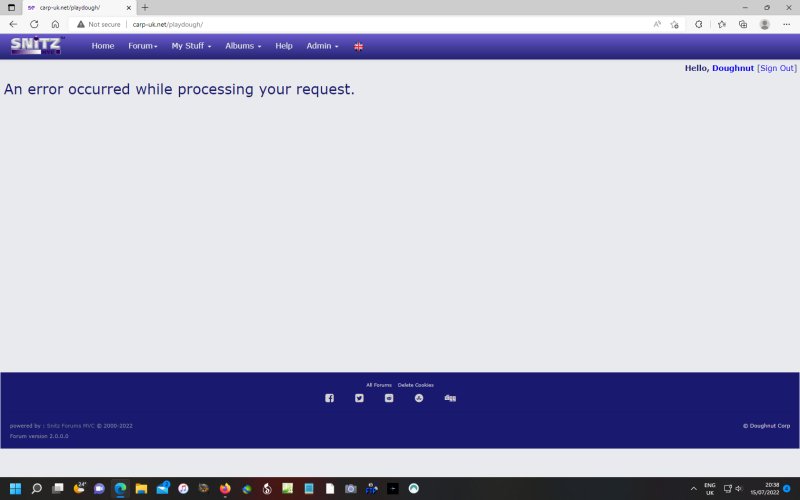 carp-uk.net/playdough/
Not secure carp-uk.net/playdough/
SNiTZ Home Forum My Stuff Albums Help Admin
Hello, Doughnut [Sign Out]
An error occurred while processing your request.
All Forums Delete Cookies
digg
powered by : Snitz Forums MVC © 2000-2022
© Doughnut Corp
Forum version 2.0.0.0
24°
ENG
UK
20:38
15/07/2022